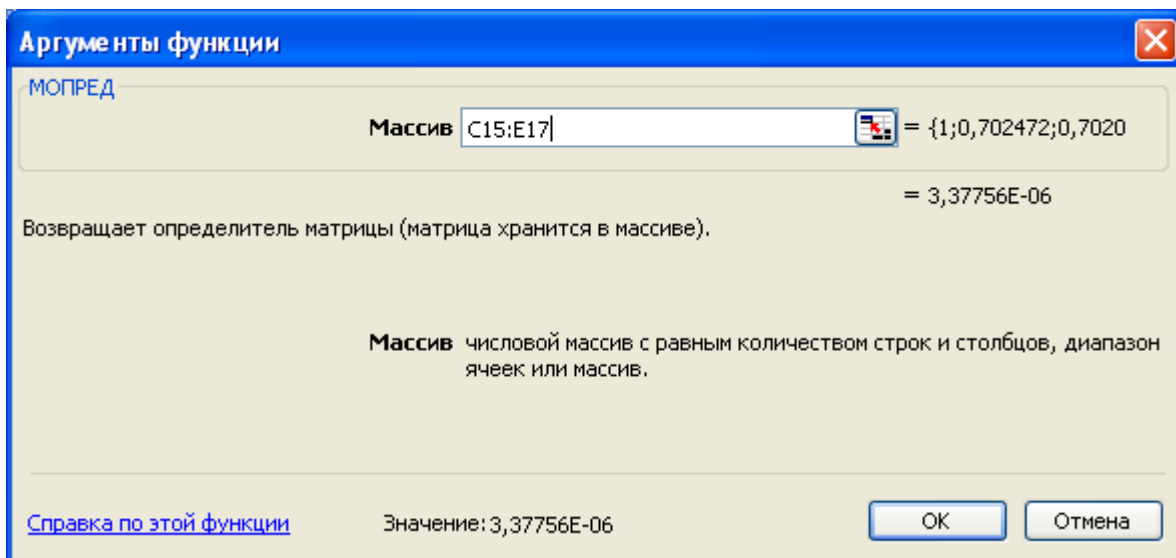 Аргументы функции
МОПРЕД
Массив C15:E17 = {1;0,702472;0,7020
= 3,37756E-06
Возвращает определитель матрицы (матрица хранится в массиве).
Массив числовой массив с равным количеством строк и столбцов, диапазон
ячеек или массив.
Справка по этой функции Значение: 3,37756E-06 OK Отмена